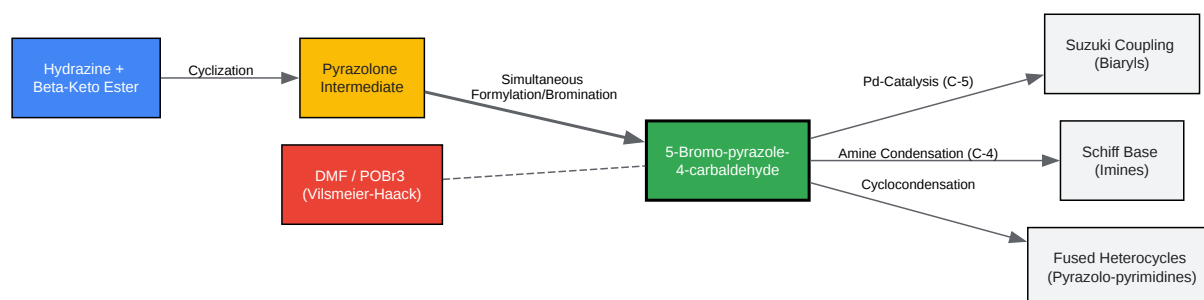 Hydrazine +
Beta-Keto Ester
Cyclization
Pyrazolone
Intermediate
Simultaneous
Formylation/Bromination
DMF / POBr3
(Vilsmeier-Haack)
5-Bromo-pyrazole-
4-carbaldehyde
Pd-Catalysis (C-5)
Suzuki Coupling
(Biaryls)
Amine Condensation (C-4)
Schiff Base
(Imines)
Cyclocondensation
Fused Heterocycles
(Pyrazolo-pyrimidines)